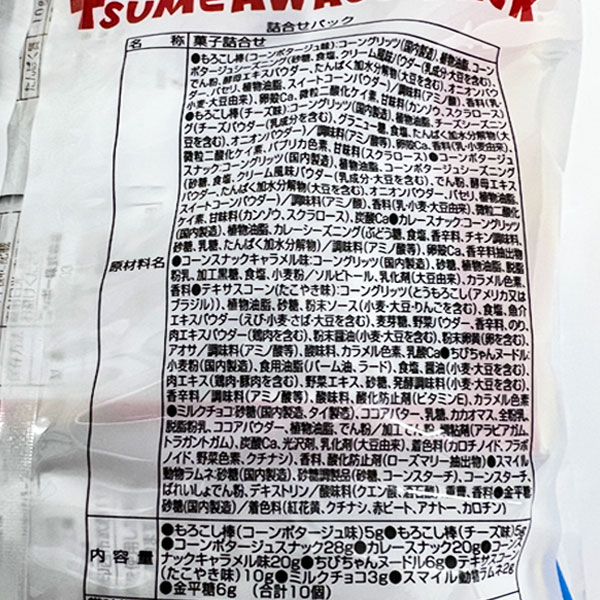 TSUMEAWASE PACK
詰合せパック
名 称 菓子詰合せ
●もろこし棒(コーンポタージュ味):コーングリッツ(国内製造)、植物油脂、コーン
ポタージュシーズニング(砂糖、食塩、クリーム風味パウダー(乳成分・大豆を含む)、
でん粉、酵母エキスパウダー、たんぱく加水分解物(大豆を含む)、オニオンパウ
ダー、パセリ、植物油脂、スイートコーンパウダー)/調味料(アミノ酸)、香料(乳・
小麦・大豆由来)、卵殻Ca、微粒二酸化ケイ素、甘味料(カンゾウ、スクラロース)
●もろこし棒(チーズ味):コーングリッツ(国内製造)、植物油脂、チーズシーズニン
グ(チーズパウダー(乳成分を含む)、グラニュー糖、食塩、たんぱく加水分解物(大
豆を含む)、オニオンパウダー)/調味料(アミノ酸等)、卵殻Ca、香料(乳・小麦由来)、
微粒二酸化ケイ素、パプリカ色素、甘味料(スクラロース)●コーンポタージュ
スナック:コーングリッツ(国内製造)、植物油脂、コーンポタージュシーズニング
(砂糖、食塩、クリーム風味パウダー(乳成分・大豆を含む)、でん粉、酵母エキス
パウダー、たんぱく加水分解物(大豆を含む)、オニオンパウダー、パセリ、植物油脂、
スイートコーンパウダー)/調味料(アミノ酸)、香料(乳・小麦・大豆由来)、微粒二酸化
ケイ素、甘味料(カンゾウ、スクラロース)、炭酸Ca●カレースナック:コーングリッツ
(国内製造)、植物油脂、カレーシーズニング(ぶどう糖、食塩、香辛料、チキン調味料、
砂糖、乳糖、たんぱく加水分解物)/調味料(アミノ酸等)、卵殻Ca、香辛料抽出物
原材料名 ●コーンスナックキャラメル味:コーングリッツ(国内製造)、砂糖、植物油脂、脱脂
粉乳、加工黒糖、食塩、小麦粉/ソルビトール、乳化剤(大豆由来)、カラメル色素、
香料●テキサスコーン(たこやき味):コーングリッツ(とうもろこし(アメリカ又は
ブラジル))、植物油脂、砂糖、粉末ソース(小麦・大豆・りんごを含む)、食塩、魚介
エキスパウダー(えび・小麦・さば・大豆を含む)、麦芽糖、野菜パウダー、香辛料、のり、
肉エキスパウダー(鶏肉を含む)、粉末醤油(小麦・大豆を含む)、粉末卵黄(卵を含む)、
アオサ/調味料(アミノ酸等)、酸味料、カラメル色素、乳酸Ca●ちびちゃんヌードル:
小麦粉(国内製造)、食用油脂(パーム油、ラード)、食塩、醤油(小麦・大豆を含む)、
肉エキス(鶏肉・豚肉を含む)、野菜エキス、砂糖、発酵調味料(小麦・大豆を含む)、
香辛料/調味料(アミノ酸等)、酸味料、酸化防止剤(ビタミンE)、カラメル色素
●ミルクチョコ:砂糖(国内製造、タイ製造)、ココアバター、乳糖、カカオマス、全粉乳、
脱脂粉乳、ココアパウダー、植物油脂、でん粉/加工でん粉、増粘剤(アラビアガム、
トラガントガム)、炭酸Ca、光沢剤、乳化剤(大豆由来)、着色料(カロチノイド、フラボ
ノイド、野菜色素、クチナシ)、香料、酸化防止剤(ローズマリー抽出物)●スマイル
動物ラムネ:砂糖(国内製造)、砂糖調製品(砂糖、コーンスターチ)、コーンスターチ、
ばれいしょでん粉、デキストリン/酸味料(クエン酸、酒石酸)、重曹、香料●金平糖:
砂糖(国内製造)/着色料(紅花黄、クチナシ、赤ビート、アナトー、カロチン)
内 容 量 ●もろこし棒(コーンポタージュ味)5g●もろこし棒(チーズ味)5g
●コーンポタージュスナック28g●カレースナック20g●コーンス
ナックキャラメル味20g●ちびちゃんヌードル6g●テキサスコーン
(たこやき味)10g●ミルクチョコ3g●スマイル動物ラムネ2g
●金平糖6g (合計10個)